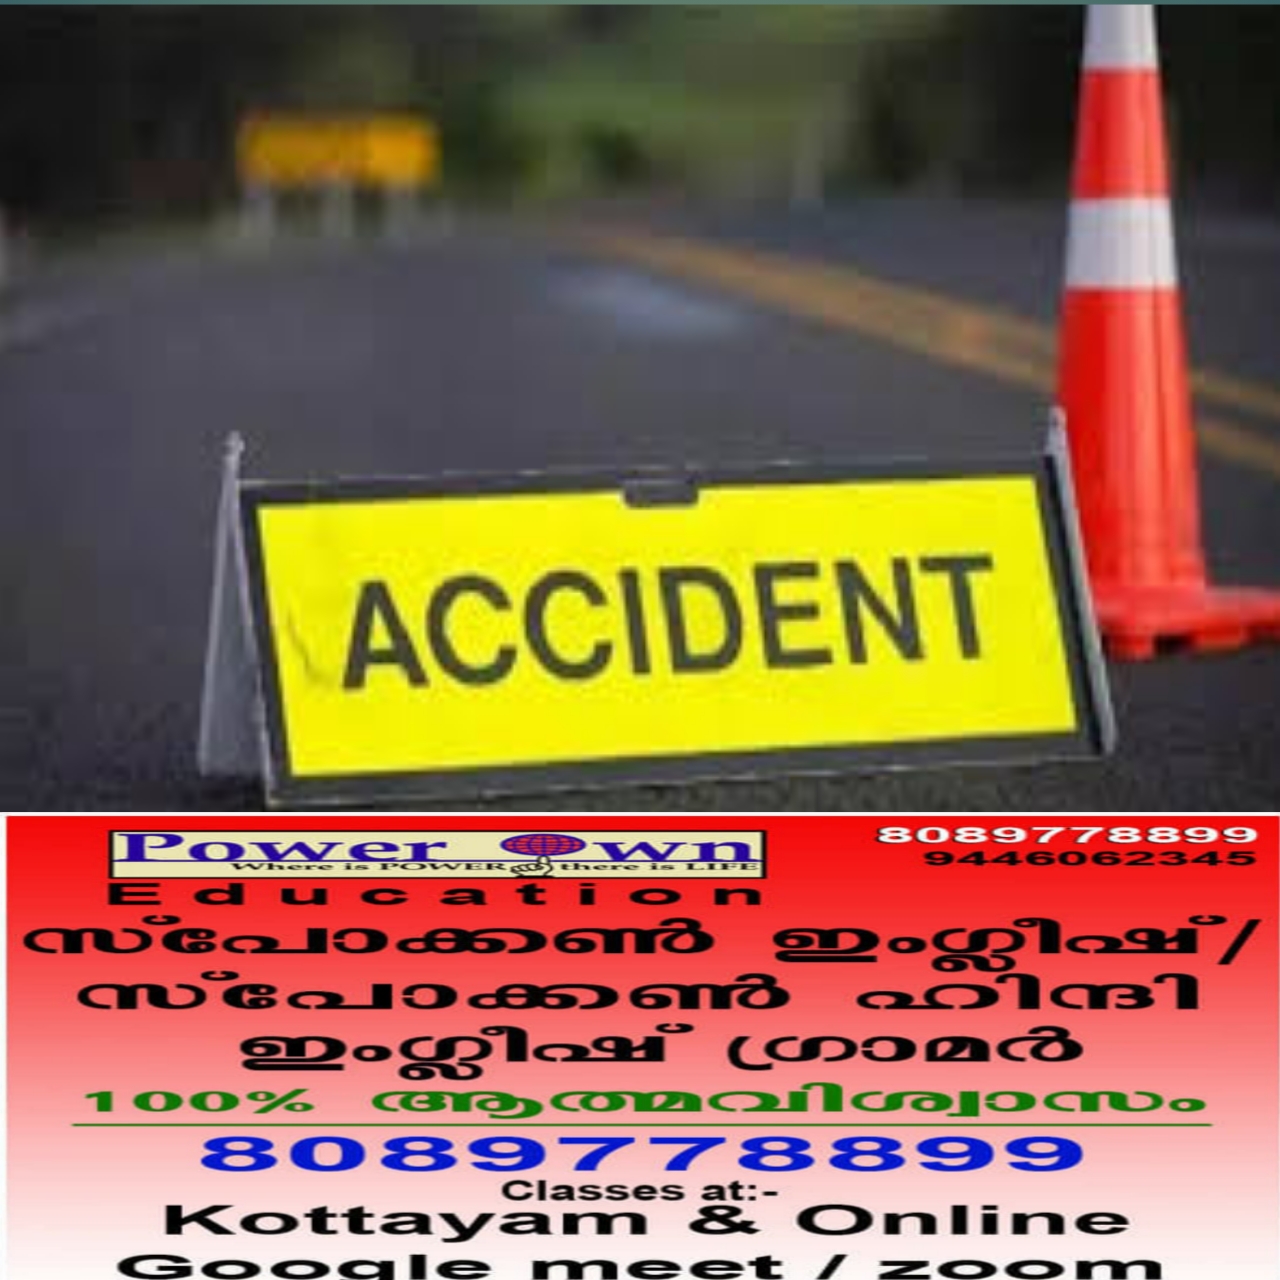 ACCIDENT
Power Own
Where is POWER there is LIFE
Education
8089778899
9446062345
സ്പോക്കൺ ഇംഗ്ലീഷ്/
സ്പോക്കൺ ഹിന്ദി
ഇംഗ്ലീഷ് ഗ്രാമർ
100% ആത്മവിശ്വാസം
8089778899
Classes at:-
Kottayam & Online
Google meet / zoom